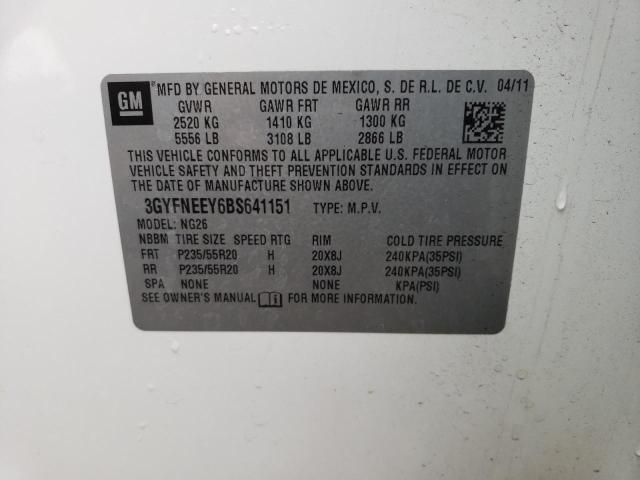 GM
® MFD BY GENERAL MOTORS DE MEXICO, S. DE R.L. DE C.V. 04/11
GVWR GAWR FRT GAWR RR
2520 KG 1410 KG 1300 KG
5556 LB 3108 LB 2866 LB
THIS VEHICLE CONFORMS TO ALL APPLICABLE U.S. FEDERAL MOTOR
VEHICLE SAFETY AND THEFT PREVENTION STANDARDS IN EFFECT ON
THE DATE OF MANUFACTURE SHOWN ABOVE.
3GYFNEEY6BS641151 TYPE: M.P.V.
MODEL: NG26
NBBM TIRE SIZE SPEED RTG RIM COLD TIRE PRESSURE
FRT P235/55R20 H 20X8J 240KPA(35PSI)
RR P235/55R20 H 20X8J 240KPA(35PSI)
SPA NONE NONE KPA(PSI)
SEE OWNER'S MANUAL FOR MORE INFORMATION.